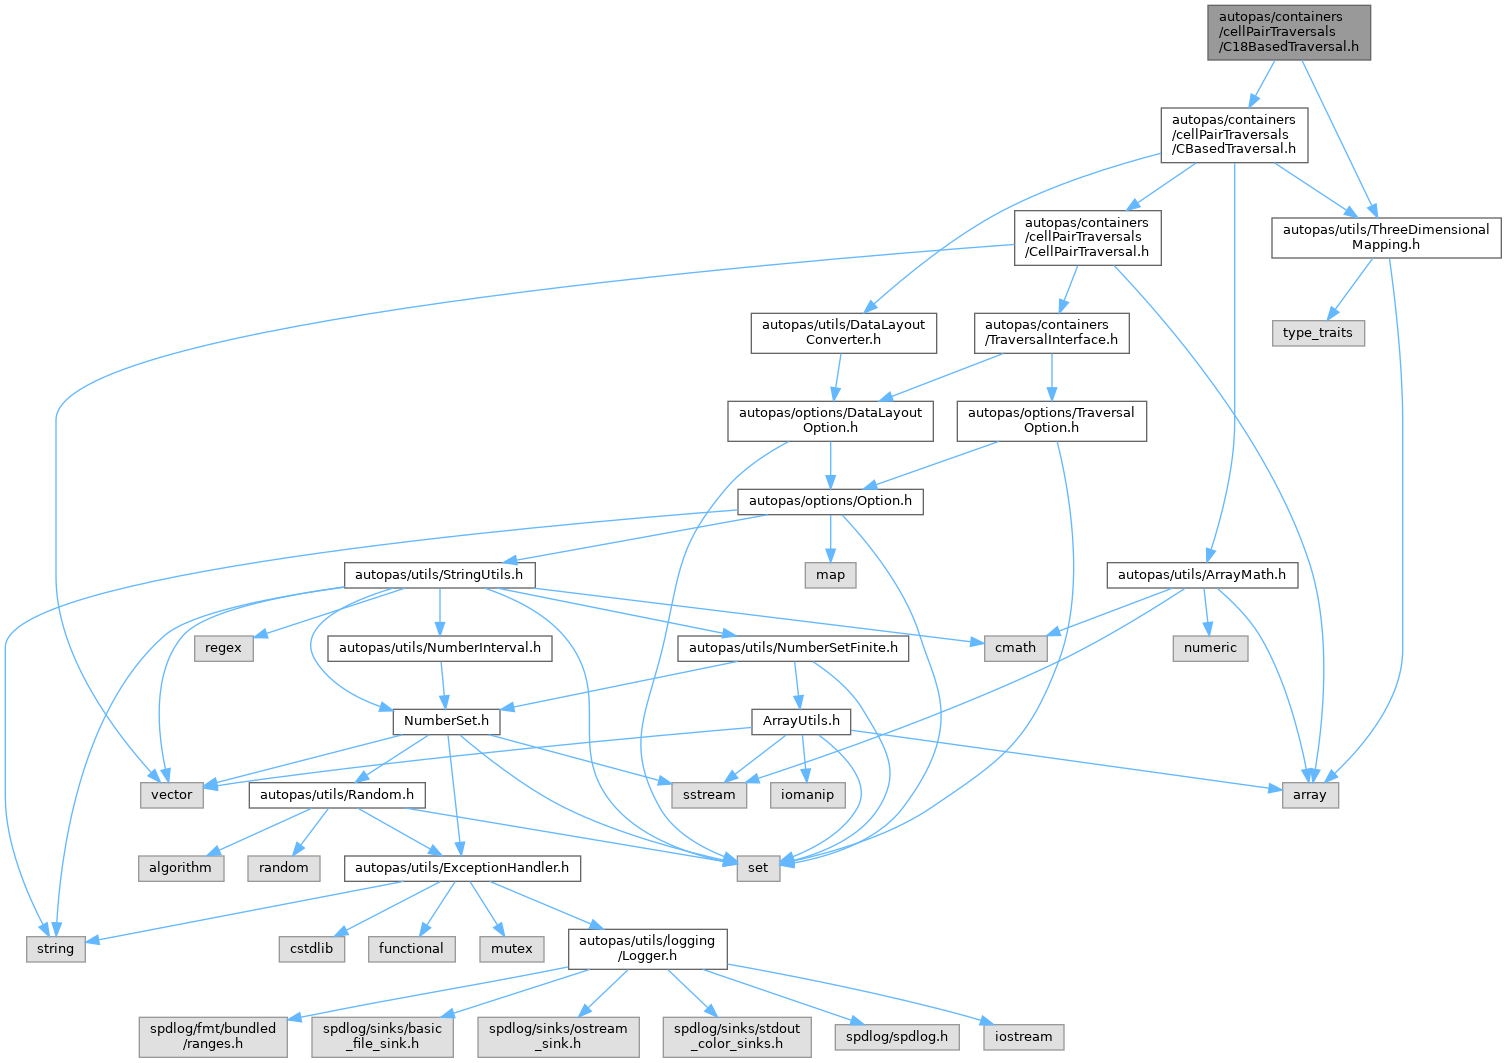 autopas/containers
/cellPairTraversals
/C18BasedTraversal.h
autopas/containers
/cellPairTraversals
/CBasedTraversal.h
autopas/containers
/cellPairTraversals
/CellPairTraversal.h
autopas/utils/ThreeDimensional
Mapping.h
autopas/utils/DataLayout
Converter.h
autopas/containers
/TraversalInterface.h
type_traits
autopas/options/DataLayout
Option.h
autopas/options/Traversal
Option.h
autopas/options/Option.h
autopas/utils/StringUtils.h
map
autopas/utils/ArrayMath.h
regex
autopas/utils/NumberInterval.h
autopas/utils/NumberSetFinite.h
cmath
numeric
NumberSet.h
ArrayUtils.h
vector
autopas/utils/Random.h
sstream
iomanip
array
algorithm
random
autopas/utils/ExceptionHandler.h
set
string
cstdlib
functional
mutex
autopas/utils/logging
/Logger.h
spdlog/fmt/bundled
/ranges.h
spdlog/sinks/basic
_file_sink.h
spdlog/sinks/ostream
_sink.h
spdlog/sinks/stdout
_color_sinks.h
spdlog/spdlog.h
iostream